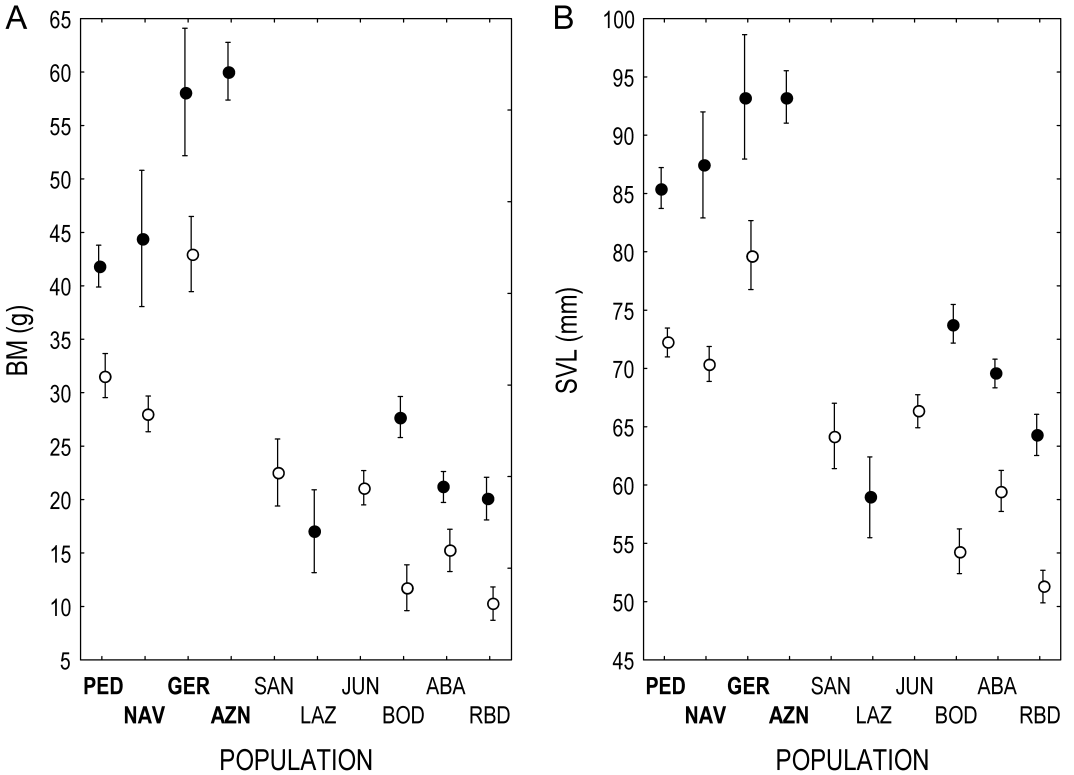 A
BM (g)
65
60
55
50
45
40
35
30
25
20
15
10
5
PED GER SAN JUN ABA
NAV AZN LAZ BOD RBD
POPULATION
B
SVL (mm)
100
95
90
85
80
75
70
65
60
55
50
45
PED GER SAN JUN ABA
NAV AZN LAZ BOD RBD
POPULATION